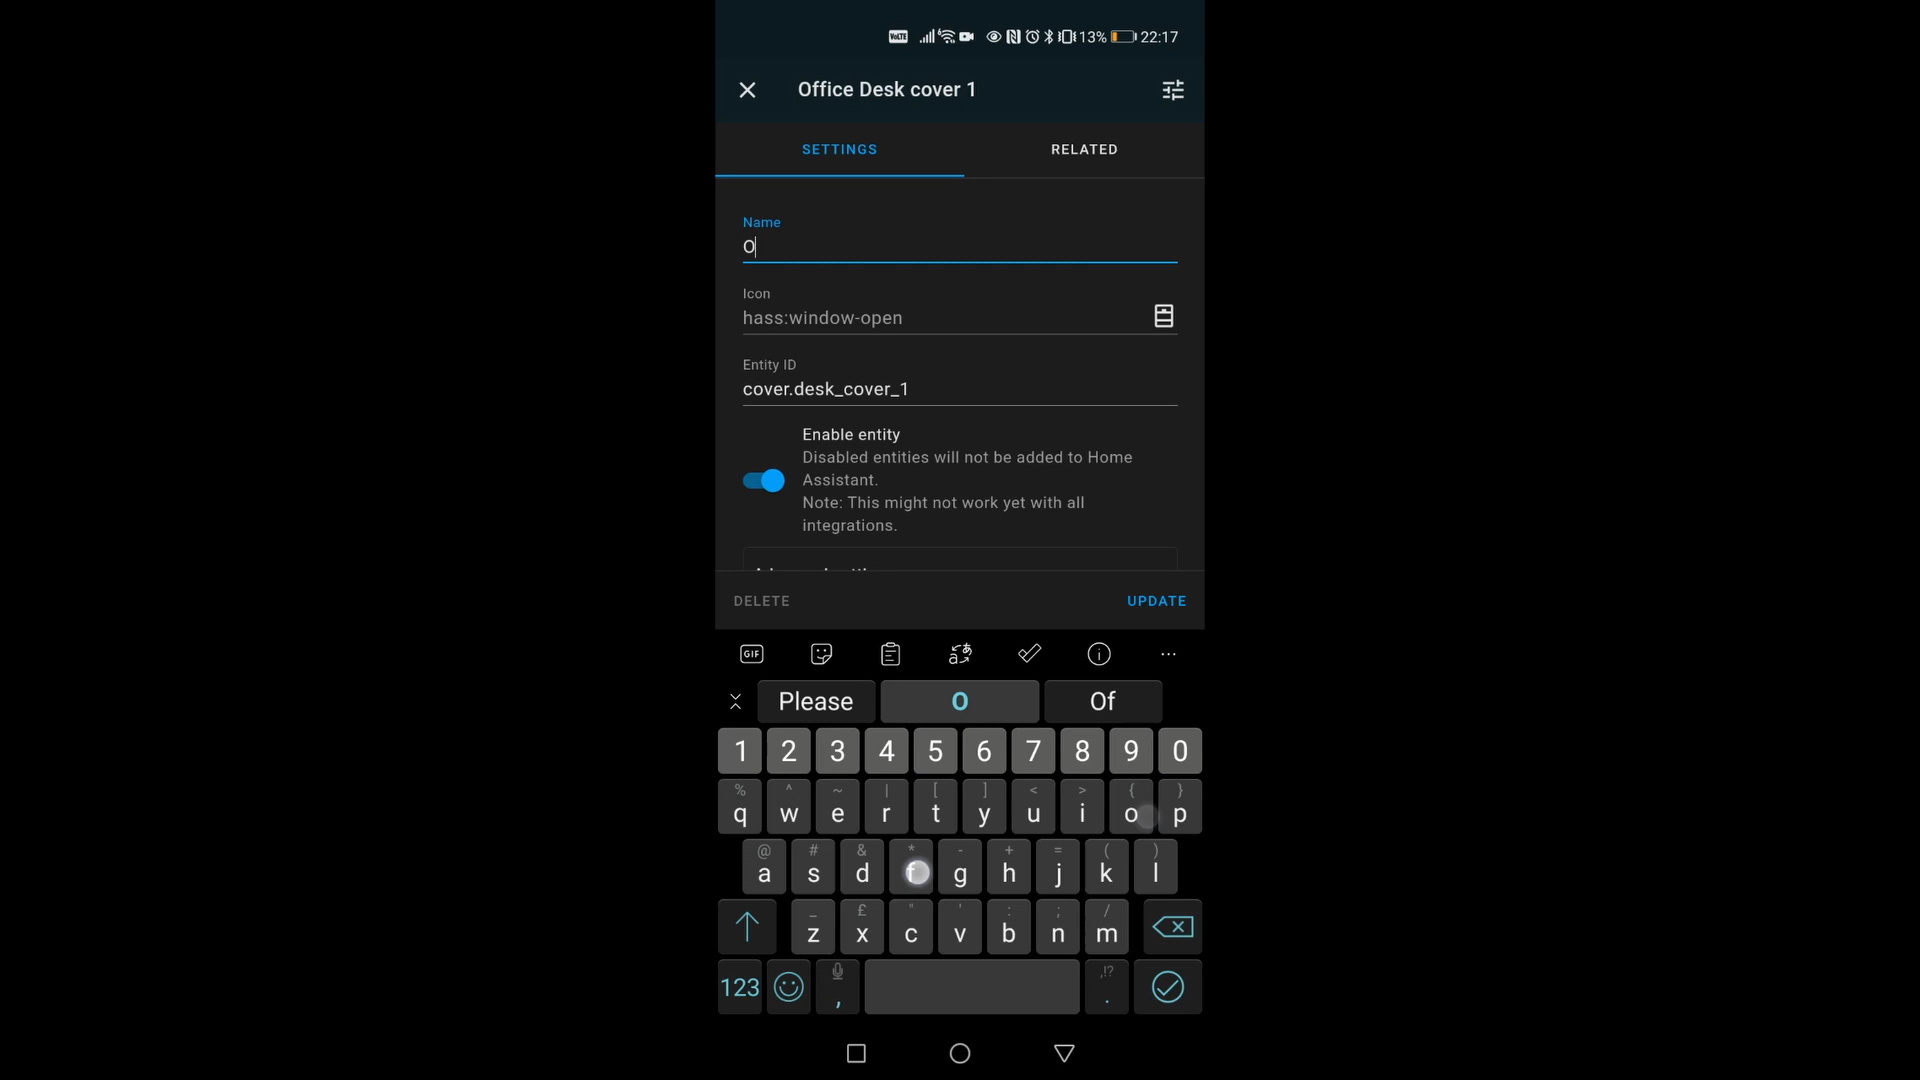 VoLTE 13% 22:17
Office Desk cover 1
SETTINGS RELATED
Name
O
Icon
hass:window-open
Entity ID
cover.desk_cover_1
Enable entity
Disabled entities will not be added to Home
Assistant.
Note: This might not work yet with all
integrations.
DELETE UPDATE
GIF
Please O Of
1 2 3 4 5 6 7 8 9 0
% ^ ~ | [ ] < > { }
q w e r t y u i o p
@ # & * - + = ( )
a s d f g h j k l
_ £ " ' : ; /
z x c v b n m
,!?
123 , .